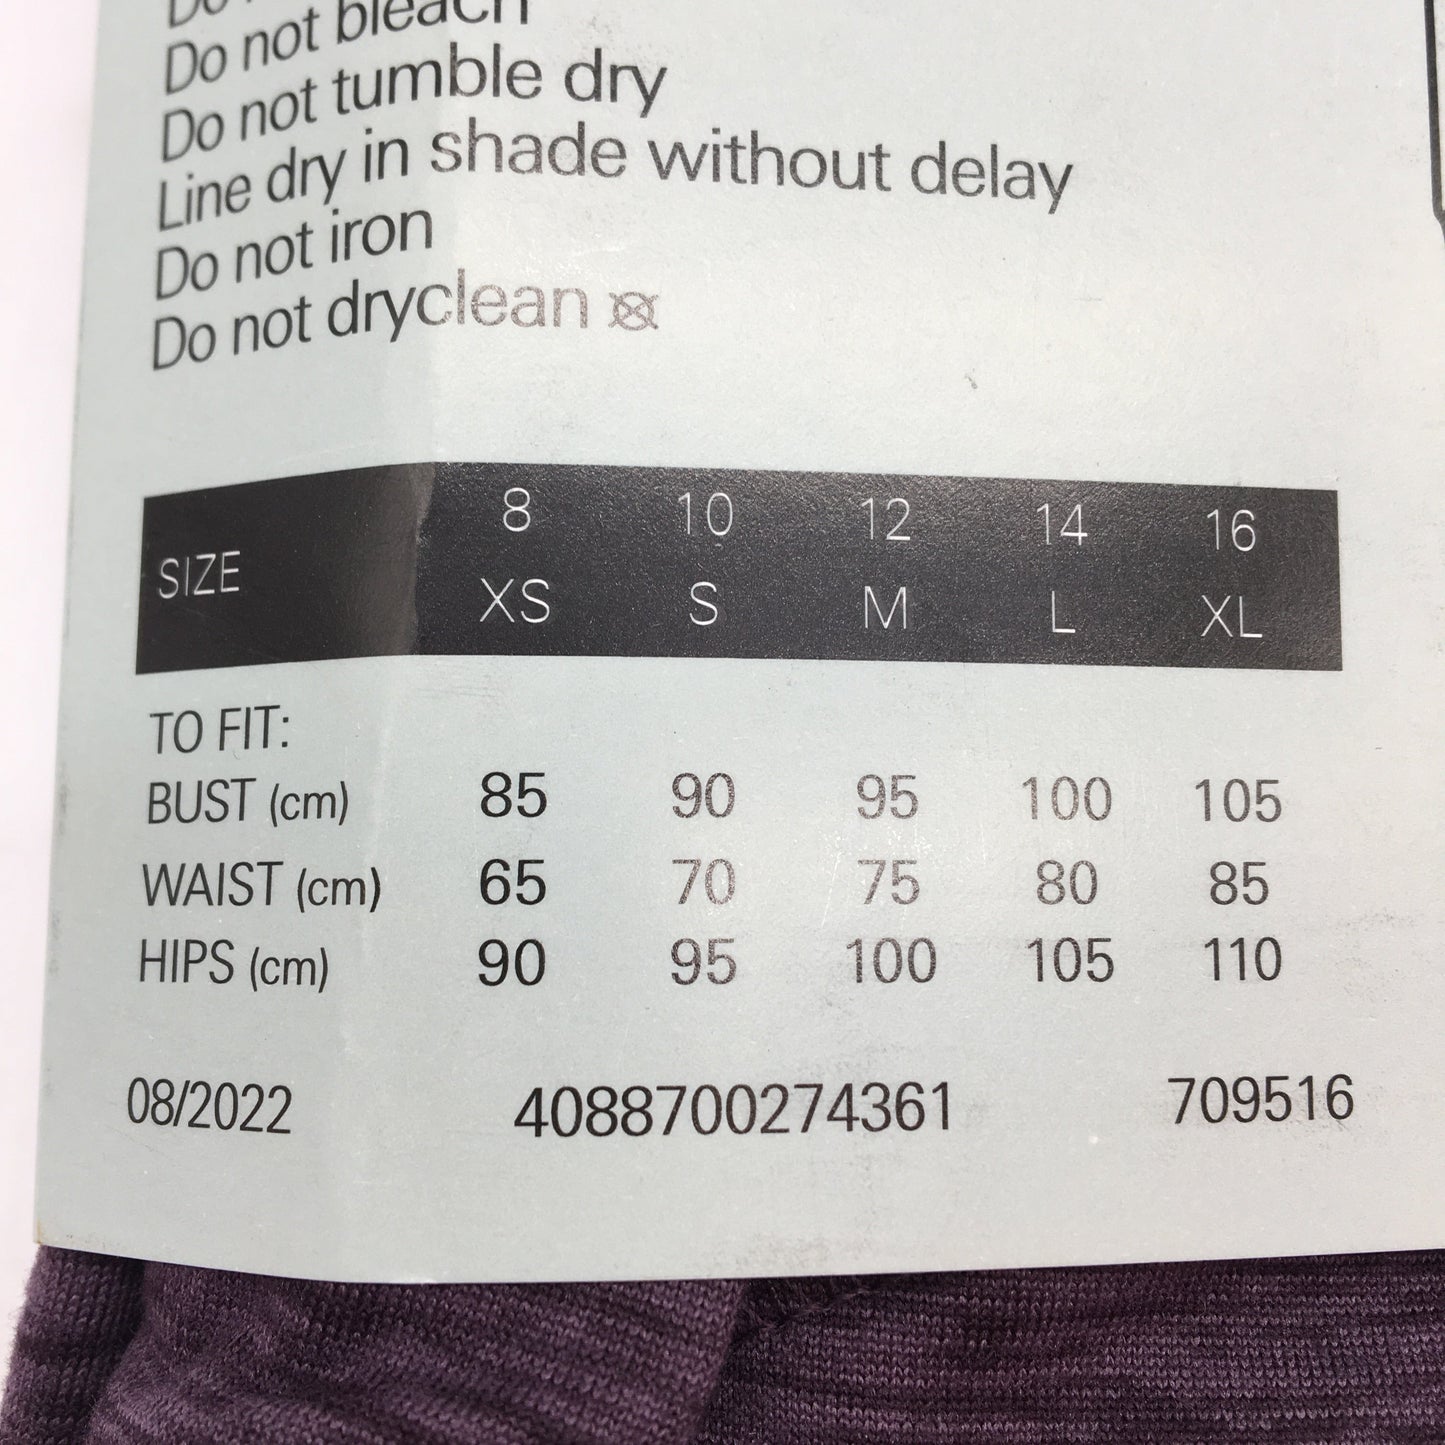 Do not bleach
Do not tumble dry
Line dry in shade without delay
Do not iron
Do not dryclean
SIZE
8 10 12 14 16
XS S M L XL
TO FIT:
BUST (cm) 85 90 95 100 105
WAIST (cm) 65 70 75 80 85
HIPS (cm) 90 95 100 105 110
08/2022 4088700274361 709516